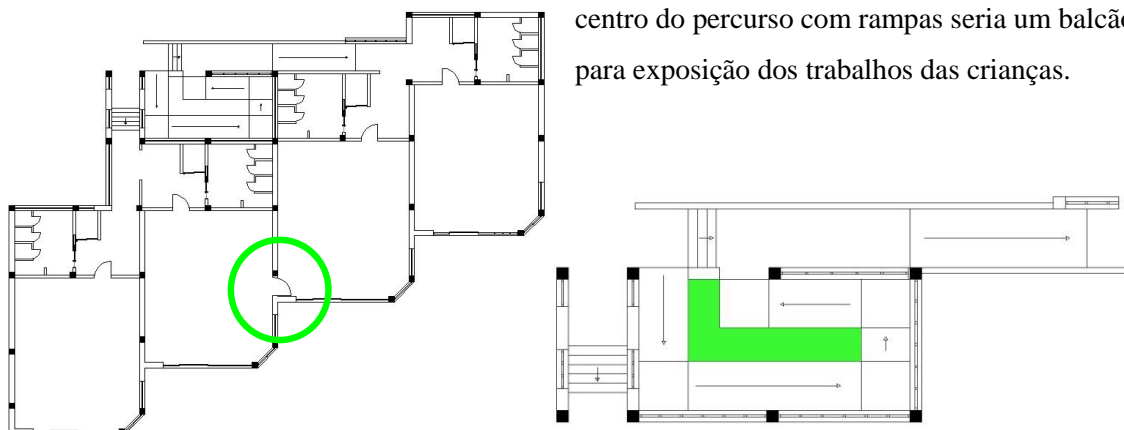 centro do percurso com rampas seria um balcão
para exposição dos trabalhos das crianças.